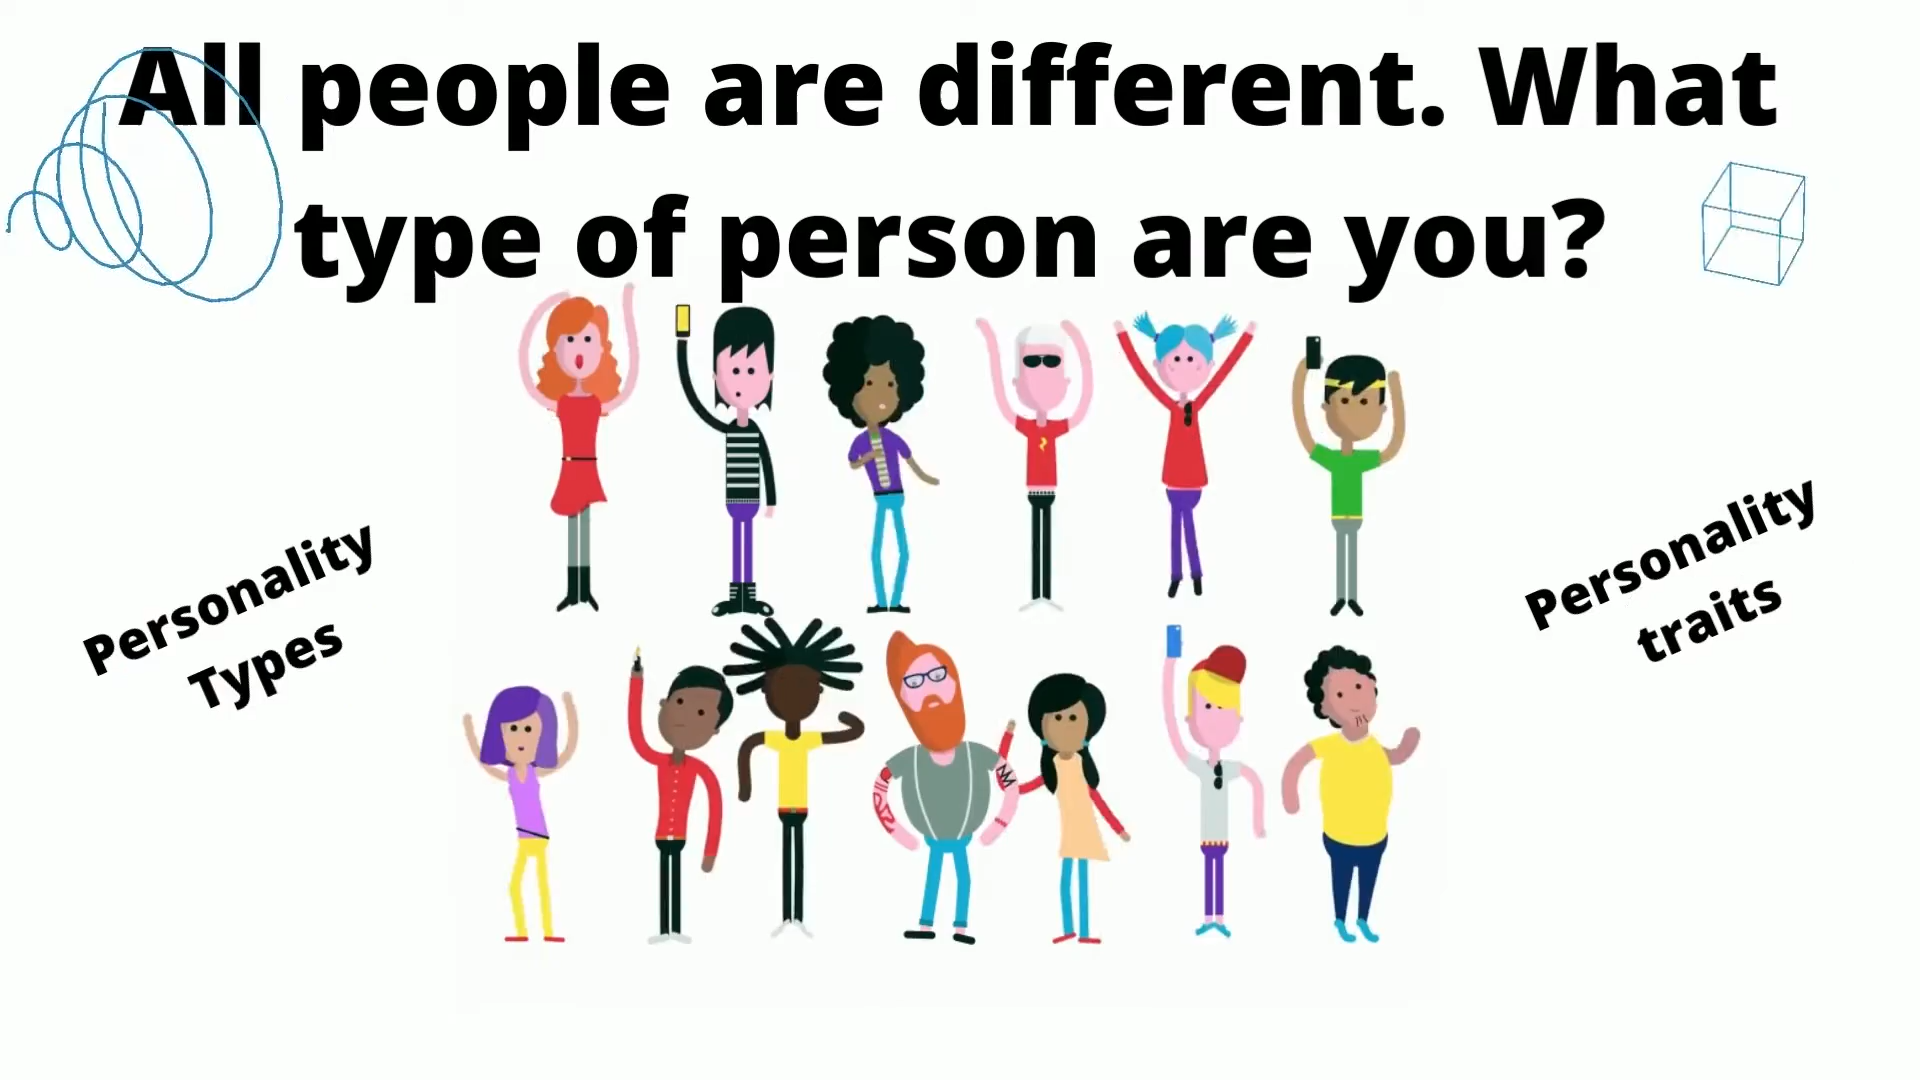 All people are different. What
type of person are you?
Personality
Types
Personality
traits